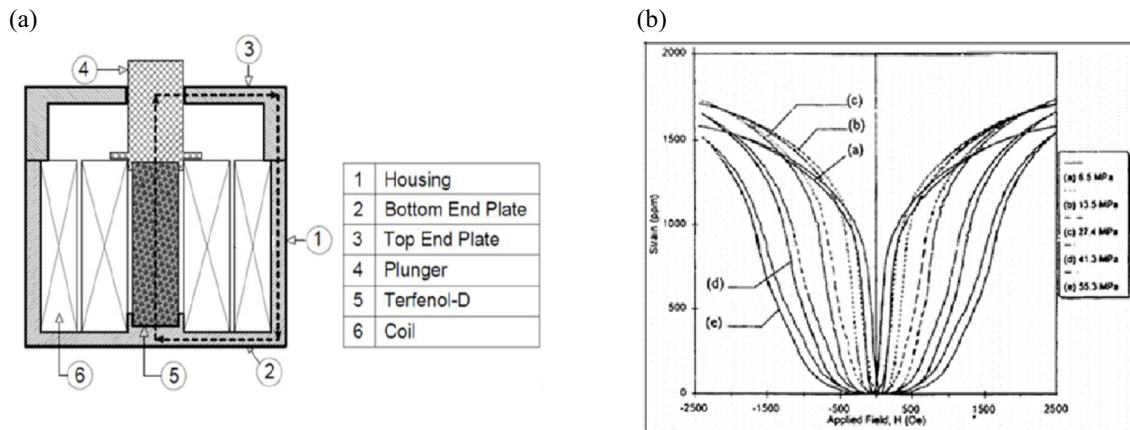 (a)
(b)
3
4
1
2
5
6
1 Housing
2 Bottom End Plate
3 Top End Plate
4 Plunger
5 Terfenol-D
6 Coil
2000
1500
1000
500
0
Strain (ppm)
-2500
-1500
-500
500
1500
2500
Applied Field, H (Oe)
(c)
(b)
(a)
(d)
(e)
(a) 6.5 MPa
(b) 13.5 MPa
(c) 27.4 MPa
(d) 41.3 MPa
(e) 55.3 MPa